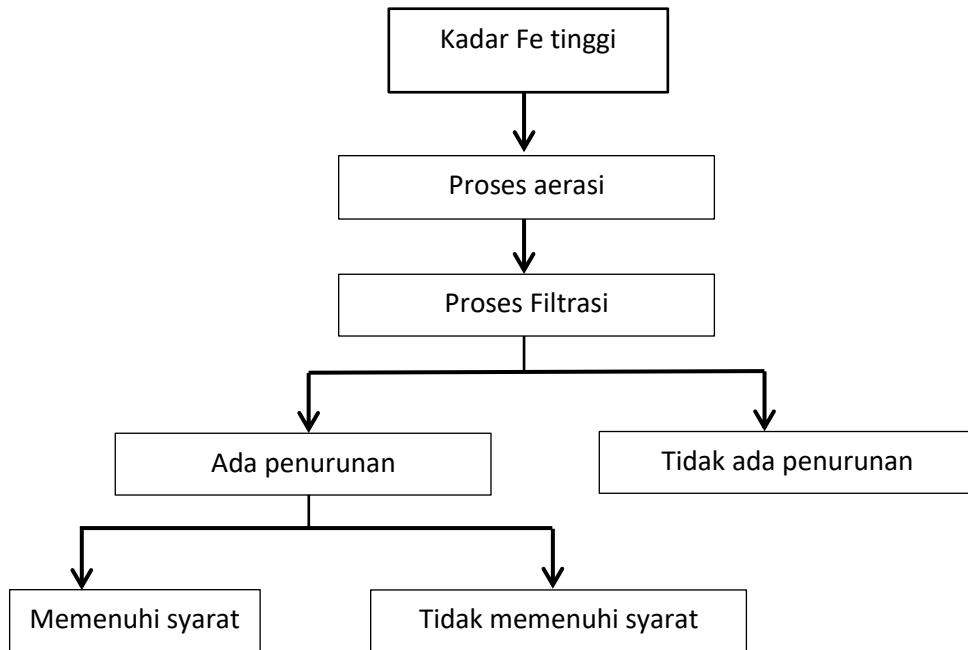 Kadar Fe tinggi
Proses aerasi
Proses Filtrasi
Ada penurunan
Tidak ada penurunan
Memenuhi syarat
Tidak memenuhi syarat